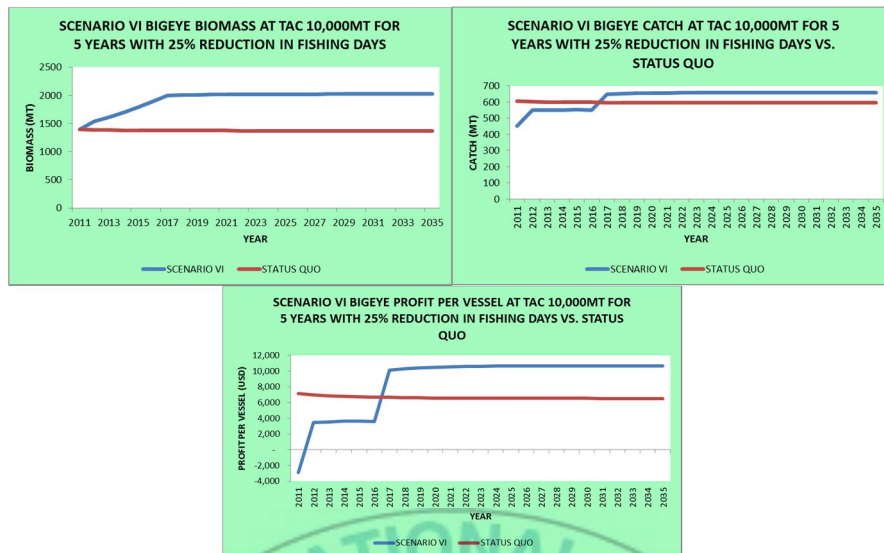 SCENARIO VI BIGEYE BIOMASS AT TAC 10,000MT FOR
5 YEARS WITH 25% REDUCTION IN FISHING DAYS
2500
2000
1500
1000
500
0
BIOMASS (MT)
2011 2013 2015 2017 2019 2021 2023 2025 2027 2029 2031 2033 2035
YEAR
SCENARIO VI STATUS QUO
SCENARIO VI BIGEYE CATCH AT TAC 10,000MT FOR 5
YEARS WITH 25% REDUCTION IN FISHING DAYS VS.
STATUS QUO
700
600
500
400
300
200
100
0
CATCH (MT)
2011 2012 2013 2014 2015 2016 2017 2018 2019 2020 2021 2022 2023 2024 2025 2026 2027 2028 2029 2030 2031 2032 2033 2034 2035
YEAR
SCENARIO VI STATUS QUO
SCENARIO VI BIGEYE PROFIT PER VESSEL AT TAC 10,000MT FOR
5 YEARS WITH 25% REDUCTION IN FISHING DAYS VS. STATUS
QUO
12,000
10,000
8,000
6,000
4,000
2,000
-
-2,000
-4,000
PROFIT PER VESSEL (USD)
2011 2012 2013 2014 2015 2016 2017 2018 2019 2020 2021 2022 2023 2024 2025 2026 2027 2028 2029 2030 2031 2032 2033 2034 2035
YEAR
SCENARIO VI STATUS QUO